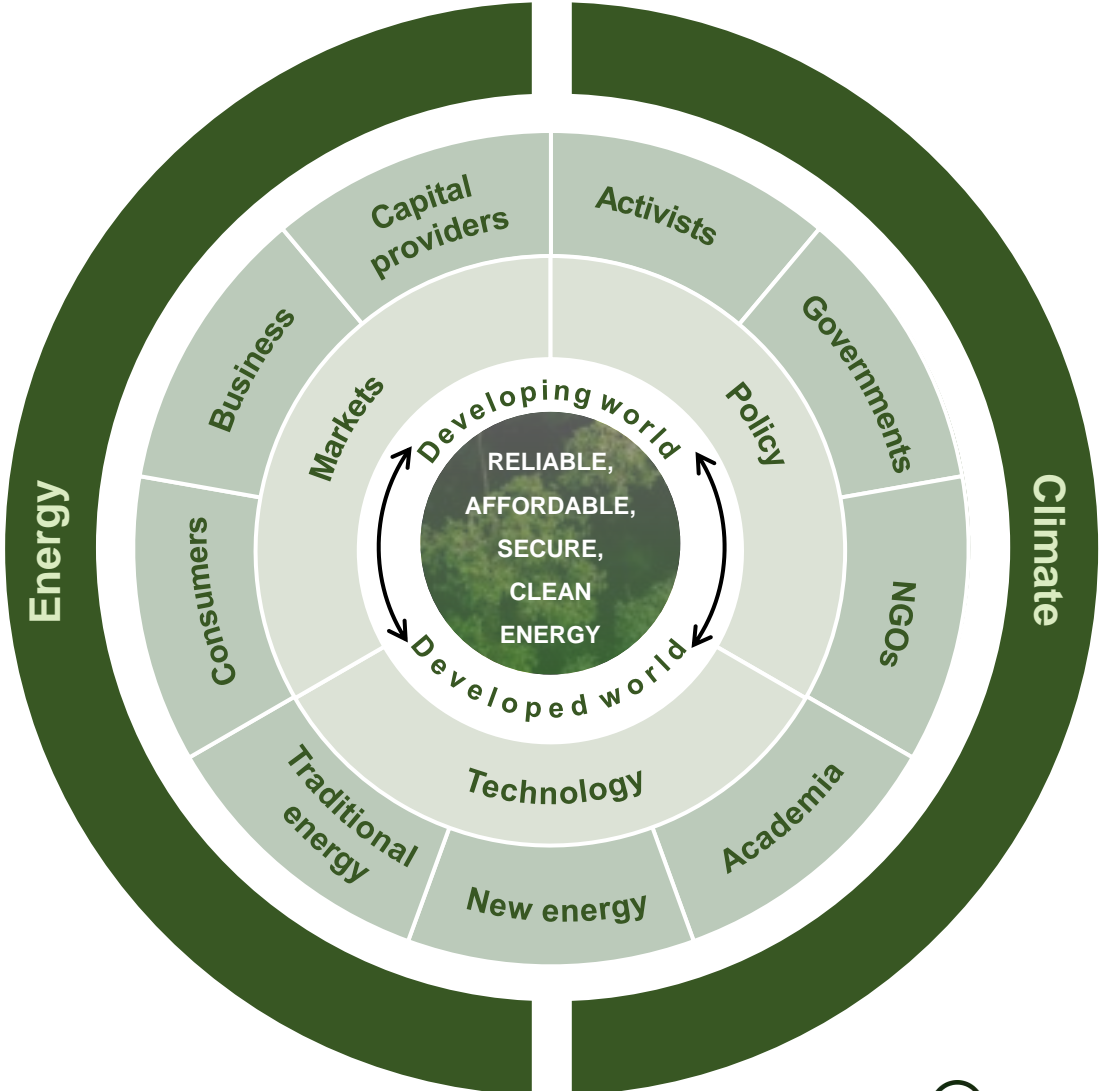 Energy
Climate
Capital
providers
Activists
Governments
NGOs
Academia
New energy
Traditional
energy
Consumers
Business
Markets
Policy
Technology
Developing world
RELIABLE,
AFFORDABLE,
SECURE,
CLEAN
ENERGY
Developed world